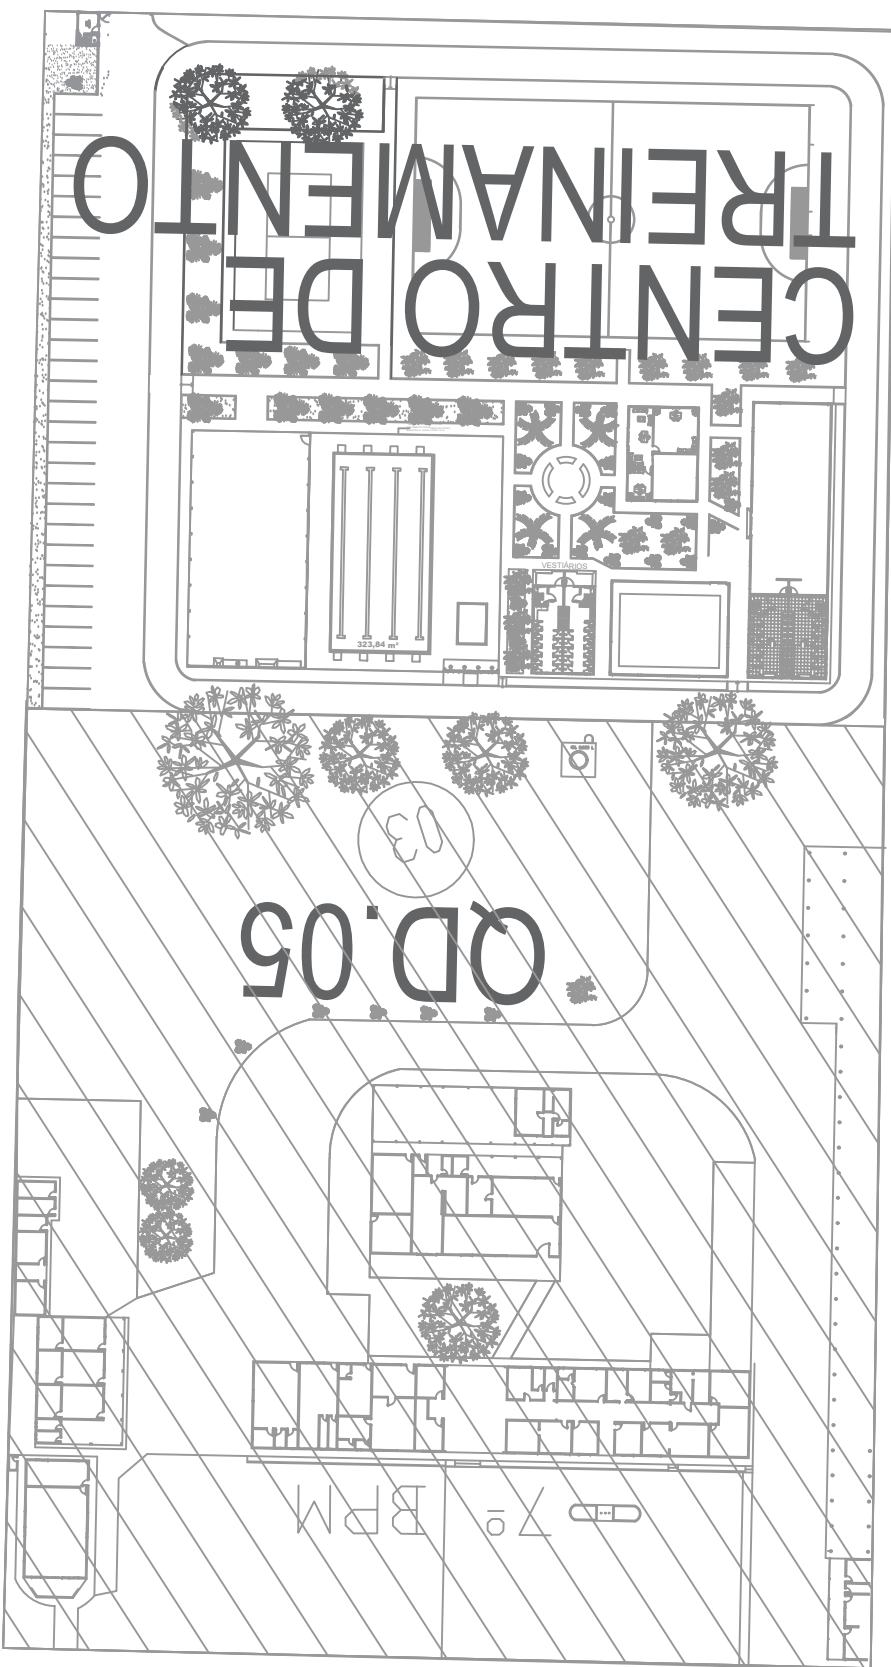 7º BPM
QD.05
03
323,84 m²
VESTIÁRIOS
CENTRO DE
TREINAMENTO